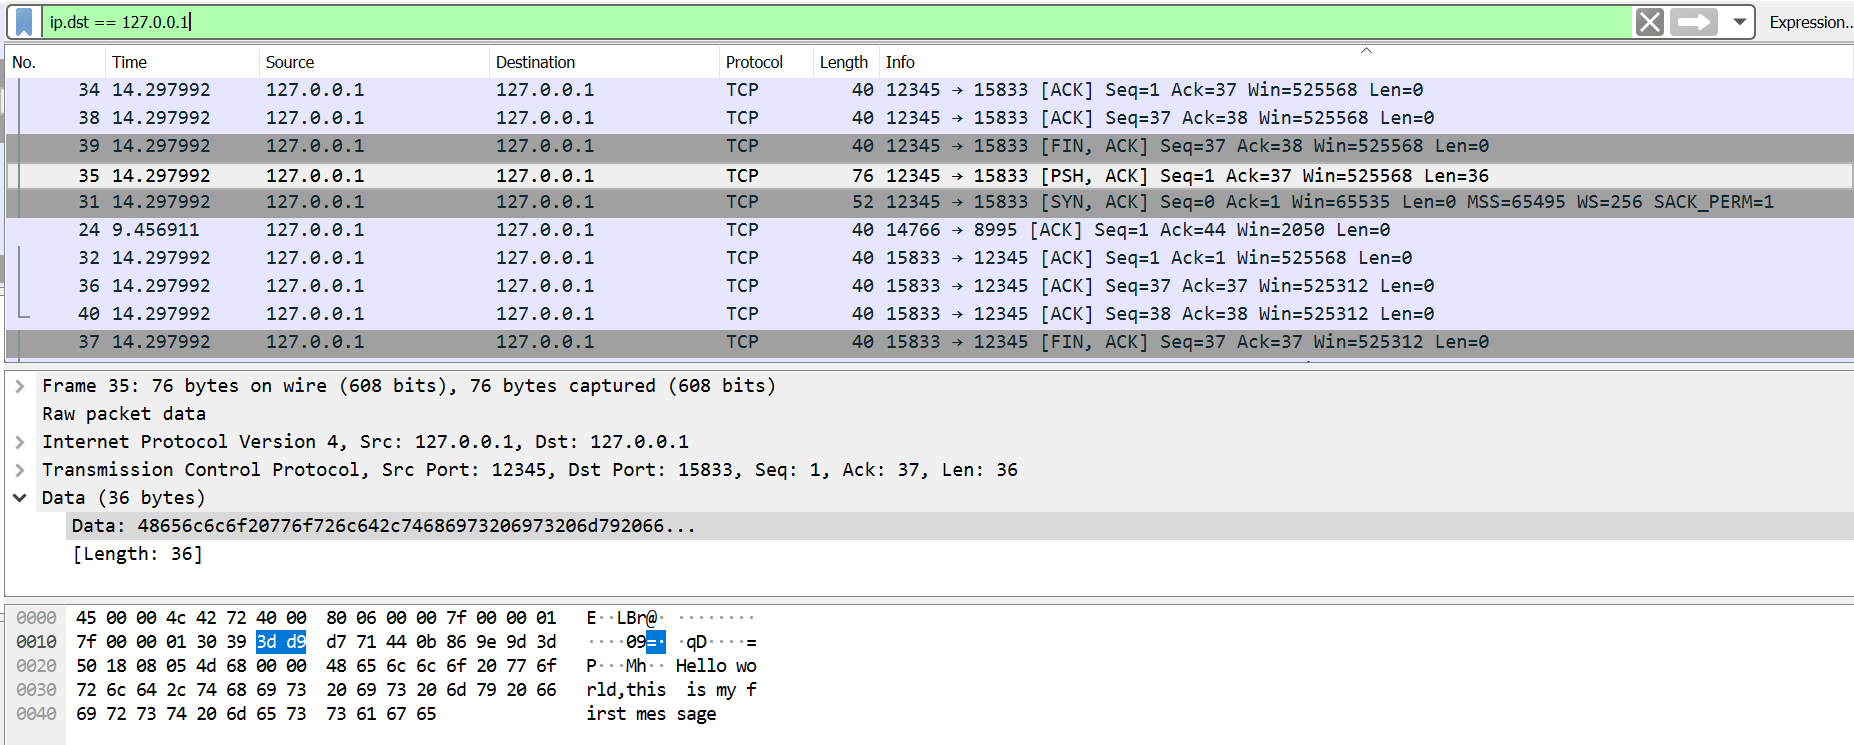 ip.dst == 127.0.0.1 Expression...
No. Time Source Destination Protocol Length Info
34 14.297992 127.0.0.1 127.0.0.1 TCP 40 12345 → 15833 [ACK] Seq=1 Ack=37 Win=525568 Len=0
38 14.297992 127.0.0.1 127.0.0.1 TCP 40 12345 → 15833 [ACK] Seq=37 Ack=38 Win=525568 Len=0
39 14.297992 127.0.0.1 127.0.0.1 TCP 40 12345 → 15833 [FIN, ACK] Seq=37 Ack=38 Win=525568 Len=0
35 14.297992 127.0.0.1 127.0.0.1 TCP 76 12345 → 15833 [PSH, ACK] Seq=1 Ack=37 Win=525568 Len=36
31 14.297992 127.0.0.1 127.0.0.1 TCP 52 12345 → 15833 [SYN, ACK] Seq=0 Ack=1 Win=65535 Len=0 MSS=65495 WS=256 SACK_PERM=1
24 9.456911 127.0.0.1 127.0.0.1 TCP 40 14766 → 8995 [ACK] Seq=1 Ack=44 Win=2050 Len=0
32 14.297992 127.0.0.1 127.0.0.1 TCP 40 15833 → 12345 [ACK] Seq=1 Ack=1 Win=525568 Len=0
36 14.297992 127.0.0.1 127.0.0.1 TCP 40 15833 → 12345 [ACK] Seq=37 Ack=37 Win=525312 Len=0
40 14.297992 127.0.0.1 127.0.0.1 TCP 40 15833 → 12345 [ACK] Seq=38 Ack=38 Win=525312 Len=0
37 14.297992 127.0.0.1 127.0.0.1 TCP 40 15833 → 12345 [FIN, ACK] Seq=37 Ack=37 Win=525312 Len=0
Frame 35: 76 bytes on wire (608 bits), 76 bytes captured (608 bits)
Raw packet data
Internet Protocol Version 4, Src: 127.0.0.1, Dst: 127.0.0.1
Transmission Control Protocol, Src Port: 12345, Dst Port: 15833, Seq: 1, Ack: 37, Len: 36
Data (36 bytes)
Data: 48656c6c6f20776f726c642c74686973206973206d792066...
[Length: 36]
0000 45 00 00 4c 42 72 40 00 80 06 00 00 7f 00 00 01 E··LBr@· ········
0010 7f 00 00 01 30 39 3d d9 d7 71 44 0b 86 9e 9d 3d ····09=· ·qD····=
0020 50 18 08 05 4d 68 00 00 48 65 6c 6c 6f 20 77 6f P···Mh·· Hello wo
0030 72 6c 64 2c 74 68 69 73 20 69 73 20 6d 79 20 66 rld,this is my f
0040 69 72 73 74 20 6d 65 73 73 61 67 65 irst mes sage